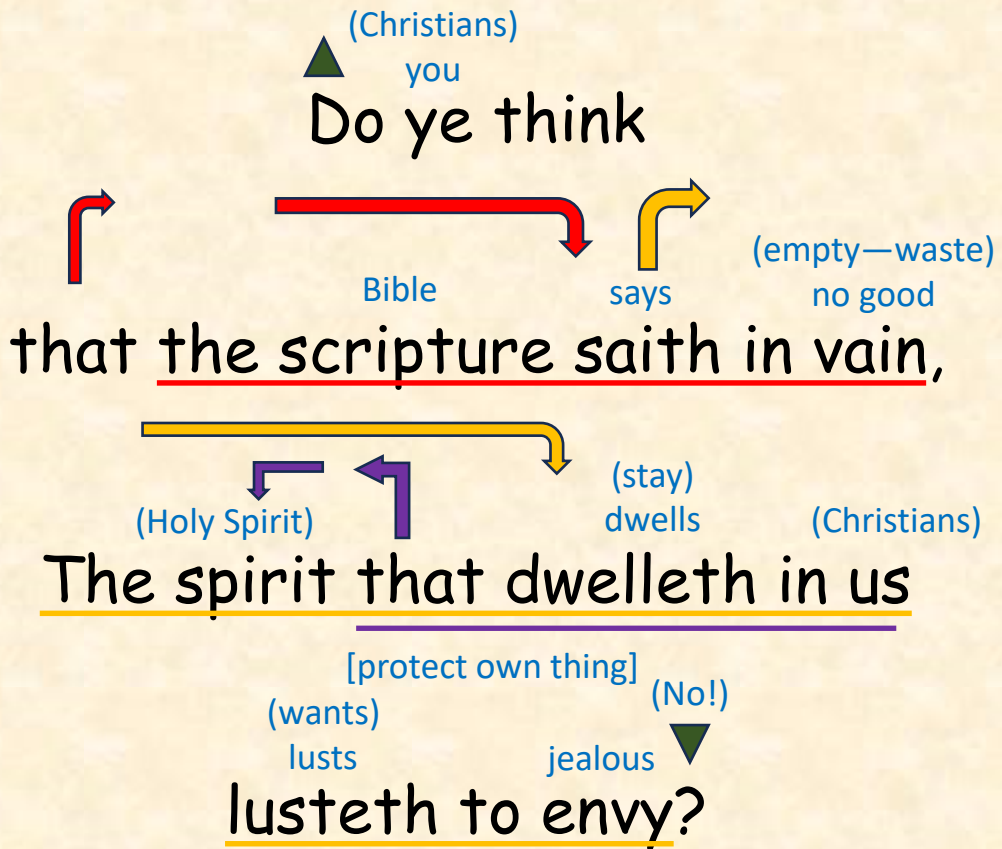 (Christians)
you
Do ye think
(empty—waste)
Bible says no good
that the scripture saith in vain,
(stay)
(Holy Spirit) dwells (Christians)
The spirit that dwelleth in us
[protect own thing]
(No!)
(wants)
lusts jealous
lusteth to envy?